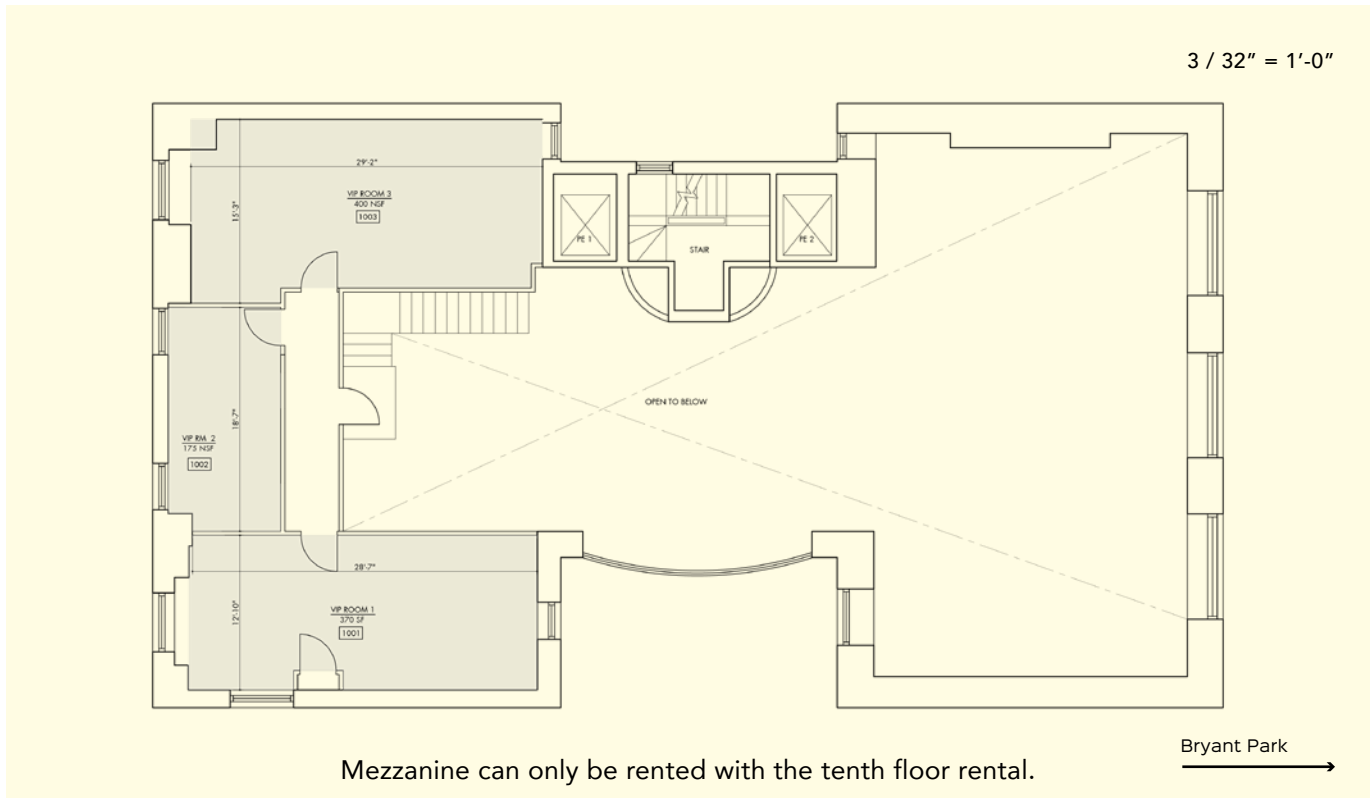 3 / 32" = 1'-0"
29'-2"
VIP ROOM 3
400 NSF
1003
15'-3"
PE 1
STAIR
PE 2
OPEN TO BELOW
18'-7"
VIP RM 2
175 NSF
1002
28'-7"
12'-10"
VIP ROOM 1
370 SF
1001
Bryant Park
Mezzanine can only be rented with the tenth floor rental.